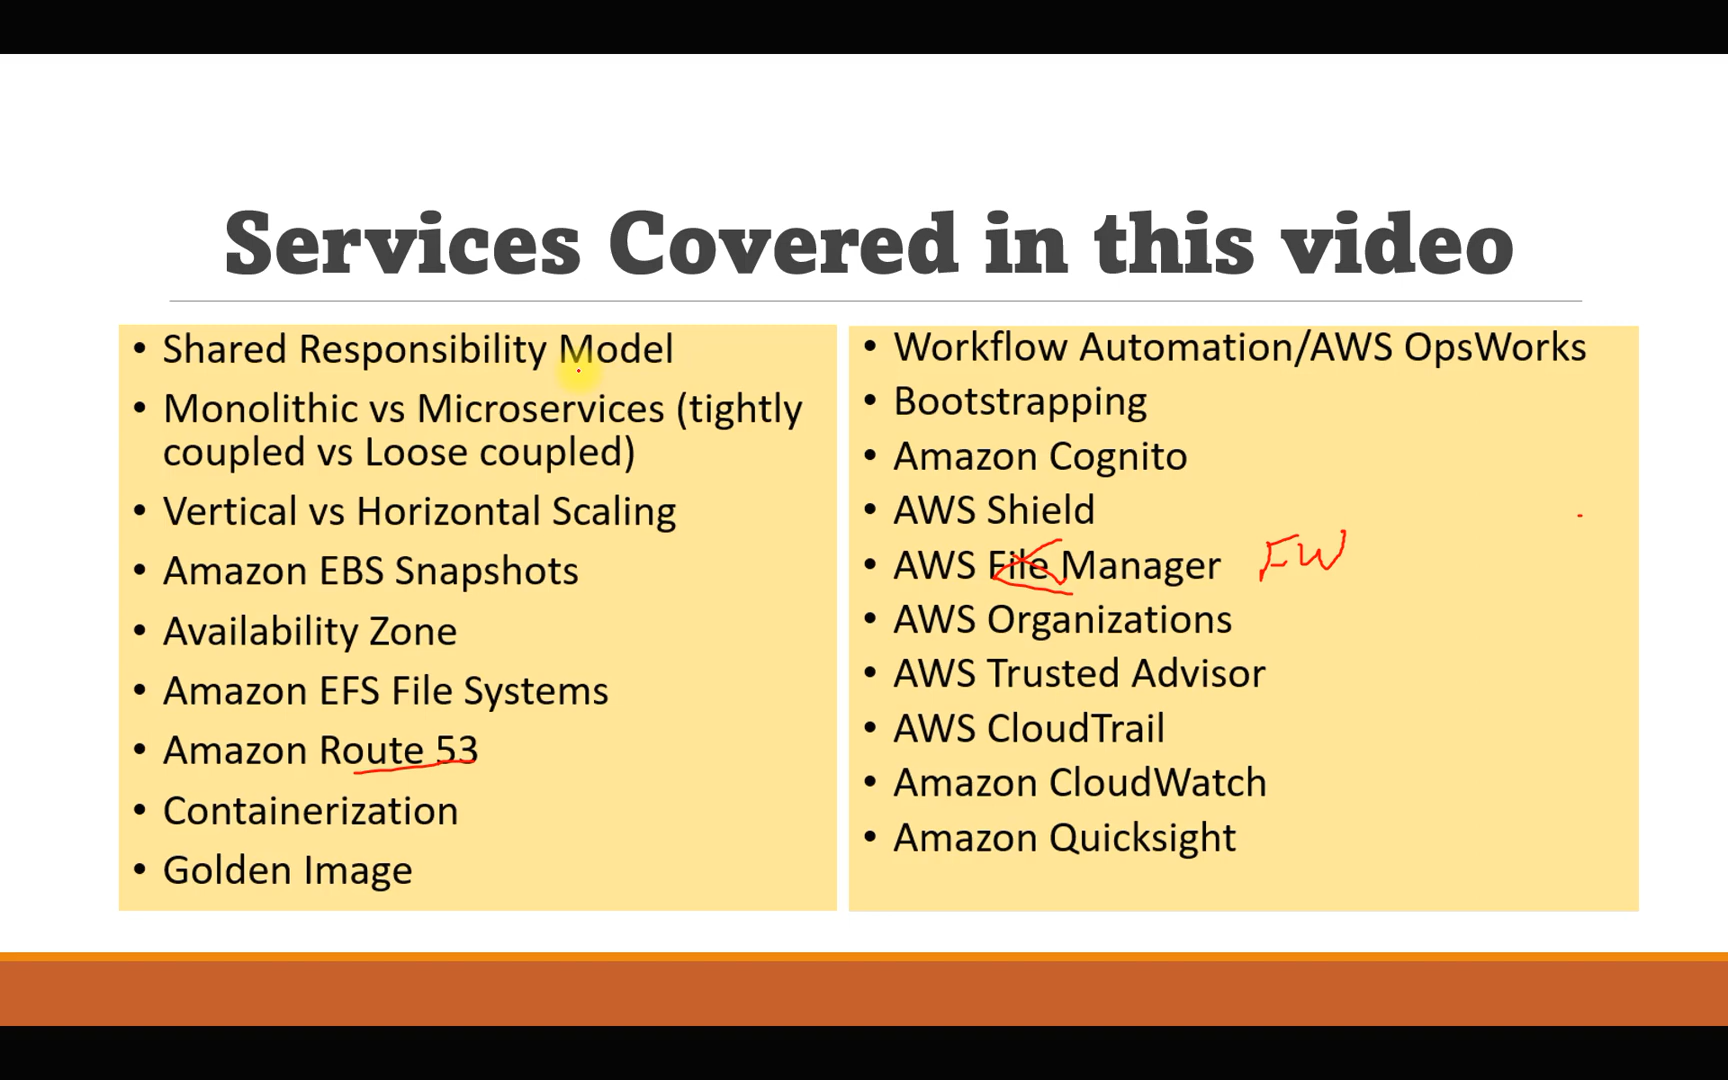 Services Covered in this video
• Shared Responsibility Model
• Monolithic vs Microservices (tightly
coupled vs Loose coupled)
• Vertical vs Horizontal Scaling
• Amazon EBS Snapshots
• Availability Zone
• Amazon EFS File Systems
• Amazon Route 53
• Containerization
• Golden Image
• Workflow Automation/AWS OpsWorks
• Bootstrapping
• Amazon Cognito
• AWS Shield
• AWS File Manager FW
• AWS Organizations
• AWS Trusted Advisor
• AWS CloudTrail
• Amazon CloudWatch
• Amazon Quicksight